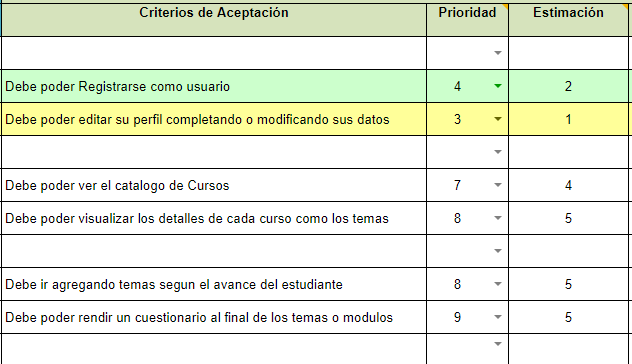 Criterios de Aceptación Prioridad Estimación
Debe poder Registrarse como usuario 4 2
Debe poder editar su perfil completando o modificando sus datos 3 1
Debe poder ver el catalogo de Cursos 7 4
Debe poder visualizar los detalles de cada curso como los temas 8 5
Debe ir agregando temas segun el avance del estudiante 8 5
Debe poder rendir un cuestionario al final de los temas o modulos 9 5